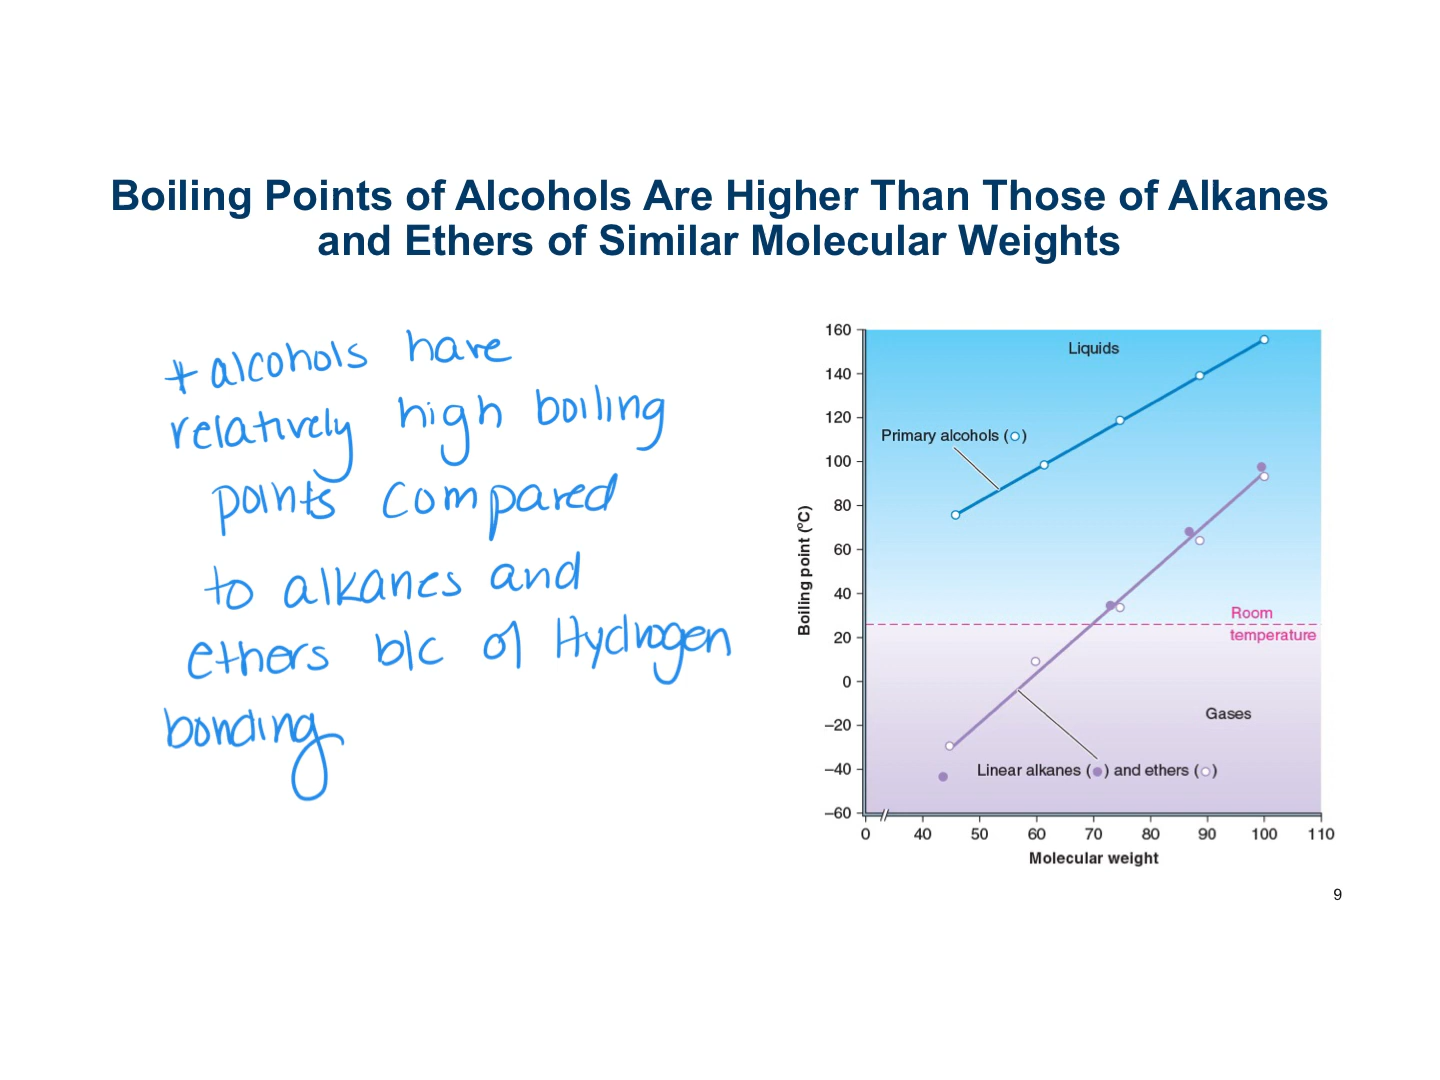 Boiling Points of Alcohols Are Higher Than Those of Alkanes
and Ethers of Similar Molecular Weights
+ alcohols have
relatively high boiling
points compared
to alkanes and
ethers b/c of Hydrogen
bonding
160
140
120
100
80
60
40
20
0
–20
–40
–60
Boiling point (°C)
Liquids
Primary alcohols (○)
Room
temperature
Gases
Linear alkanes (●) and ethers (○)
0 40 50 60 70 80 90 100 110
Molecular weight
9